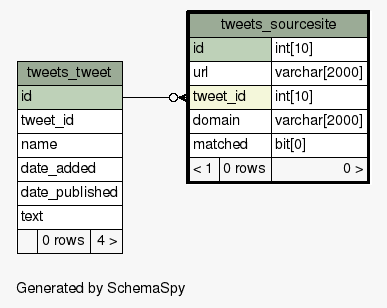 tweets_sourcesite
id int[10]
url varchar[2000]
tweet_id int[10]
domain varchar[2000]
matched bit[0]
< 1 0 rows 0 >
tweets_tweet
id
tweet_id
name
date_added
date_published
text
0 rows 4 >
Generated by SchemaSpy